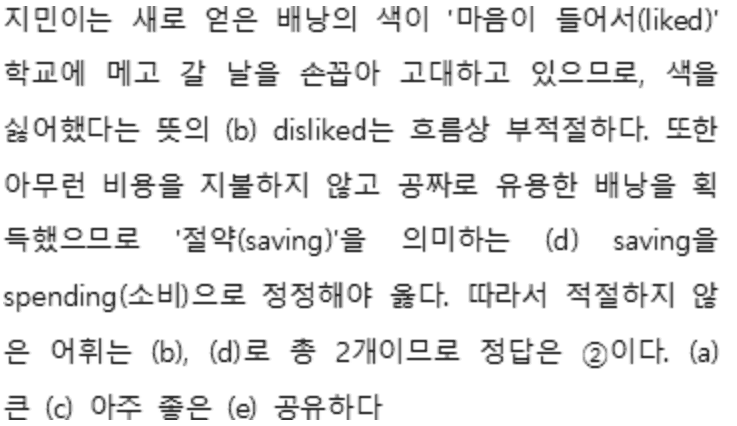 지민이는 새로 얻은 배낭의 색이 '마음이 들어서(liked)'
학교에 메고 갈 날을 손꼽아 고대하고 있으므로, 색을
싫어했다는 뜻의 (b) disliked는 흐름상 부적절하다. 또한
아무런 비용을 지불하지 않고 공짜로 유용한 배낭을 획
득했으므로 '절약(saving)'을 의미하는 (d) saving을
spending(소비)으로 정정해야 옳다. 따라서 적절하지 않
은 어휘는 (b), (d)로 총 2개이므로 정답은 ②이다. (a)
큰 (c) 아주 좋은 (e) 공유하다